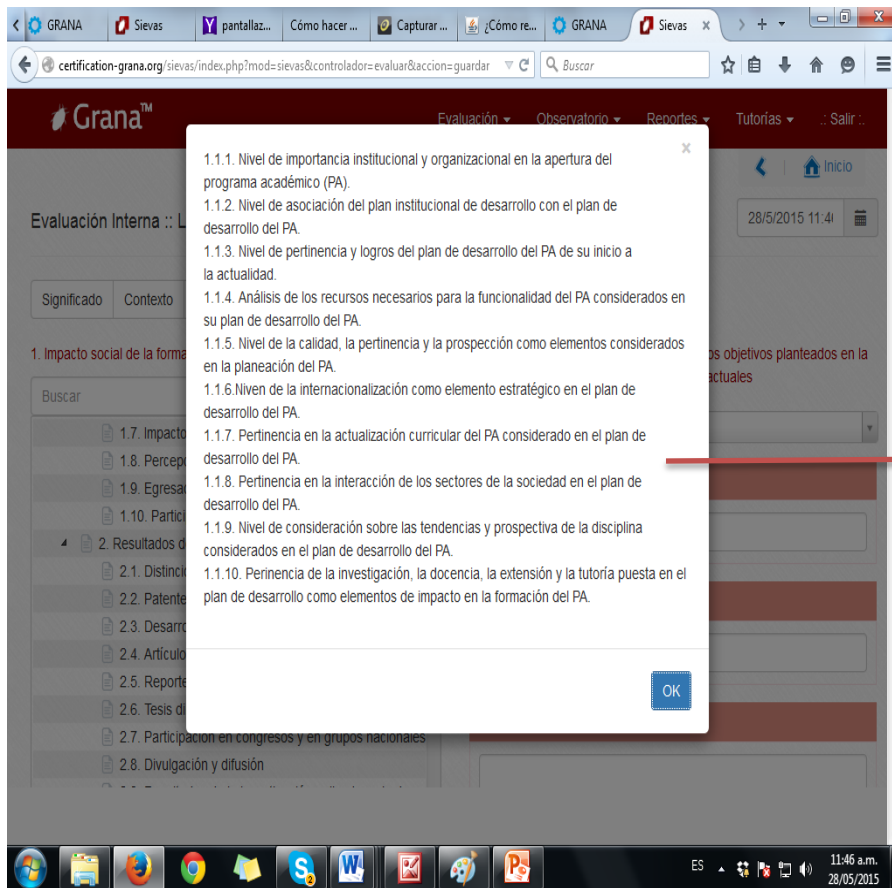 GRANA
Sievas
pantallaz...
Cómo hacer ...
Capturar ...
¿Cómo re...
GRANA
Sievas
certification-grana.org/sievas/index.php?mod=sievas&controlador=evaluar&accion=guardar
Buscar
Grana™
Evaluación
Observatorio
Reportes
Tutorías
.: Salir :.
Inicio
Evaluación Interna :: L
28/5/2015 11:4
Significado
Contexto
1. Impacto social de la forma
os objetivos planteados en la
actuales
Buscar
1.7. Impacto
1.8. Percep
1.9. Egresa
1.10. Partici
2. Resultados d
2.1. Distinci
2.2. Patente
2.3. Desarro
2.4. Artículo
2.5. Reporte
2.6. Tesis di
2.7. Participación en congresos y en grupos nacionales
2.8. Divulgación y difusión
×
1.1.1. Nivel de importancia institucional y organizacional en la apertura del
programa académico (PA).
1.1.2. Nivel de asociación del plan institucional de desarrollo con el plan de
desarrollo del PA.
1.1.3. Nivel de pertinencia y logros del plan de desarrollo del PA de su inicio a
la actualidad.
1.1.4. Análisis de los recursos necesarios para la funcionalidad del PA considerados en
su plan de desarrollo del PA.
1.1.5. Nivel de la calidad, la pertinencia y la prospección como elementos considerados
en la planeación del PA.
1.1.6.Niven de la internacionalización como elemento estratégico en el plan de
desarrollo del PA.
1.1.7. Pertinencia en la actualización curricular del PA considerado en el plan de
desarrollo del PA.
1.1.8. Pertinencia en la interacción de los sectores de la sociedad en el plan de
desarrollo del PA.
1.1.9. Nivel de consideración sobre las tendencias y prospectiva de la disciplina
considerados en el plan de desarrollo del PA.
1.1.10. Perinencia de la investigación, la docencia, la extensión y la tutoría puesta en el
plan de desarrollo como elementos de impacto en la formación del PA.
OK
ES
11:46 a.m.
28/05/2015